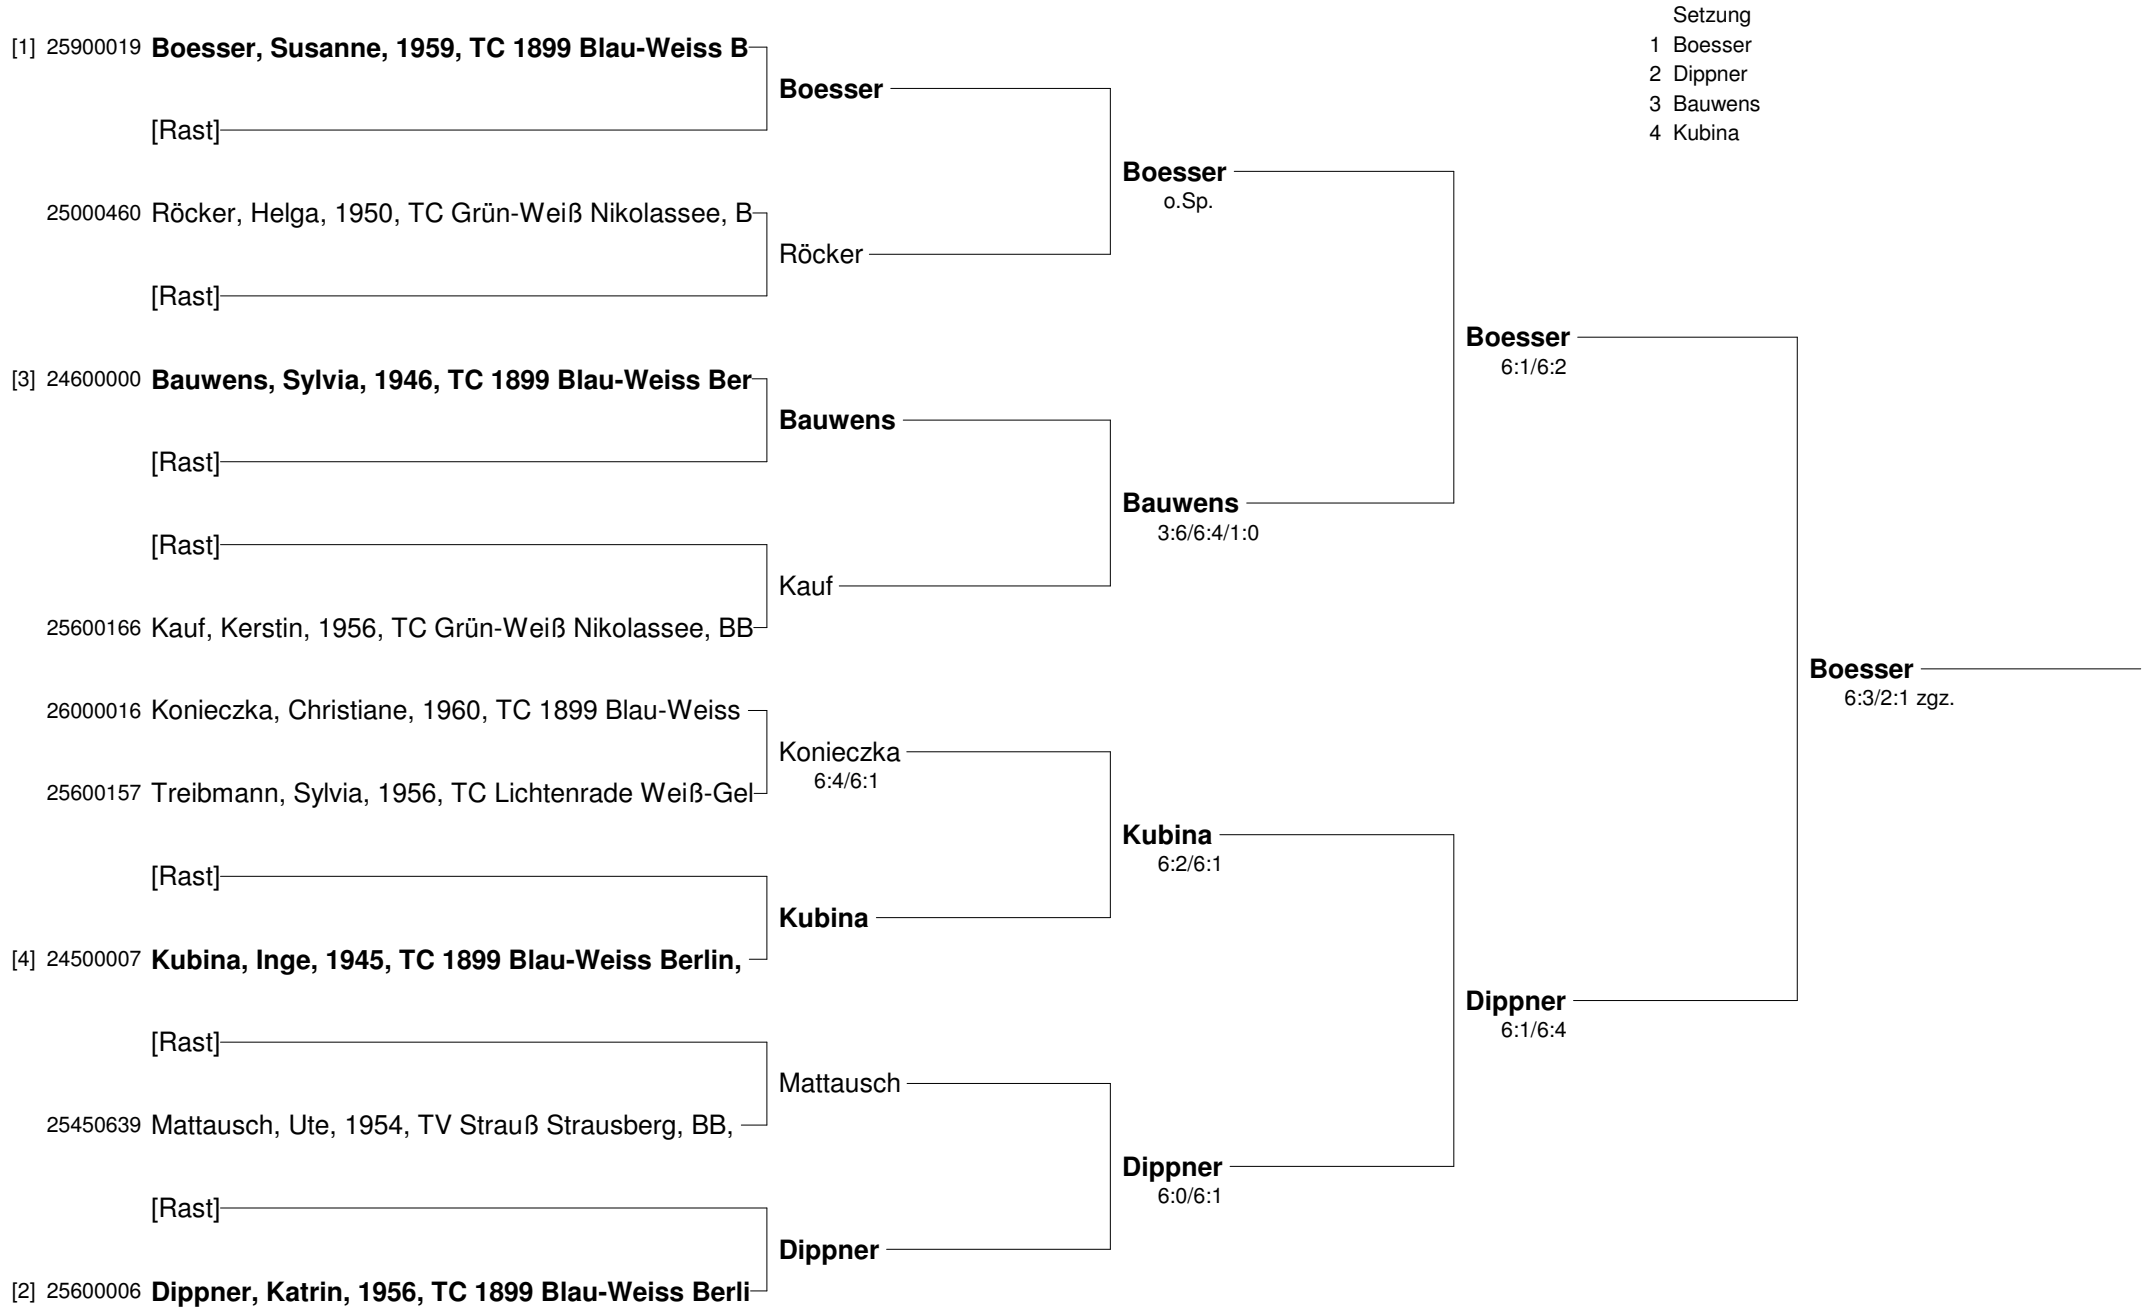 Setzung
1 Boesser
2 Dippner
3 Bauwens
4 Kubina
[1] 25900019 Boesser, Susanne, 1959, TC 1899 Blau-Weiss B
Boesser
[Rast]
Boesser
o.Sp.
25000460 Röcker, Helga, 1950, TC Grün-Weiß Nikolassee, B
Röcker
[Rast]
Boesser
6:1/6:2
[3] 24600000 Bauwens, Sylvia, 1946, TC 1899 Blau-Weiss Ber
Bauwens
[Rast]
Bauwens
3:6/6:4/1:0
[Rast]
Kauf
25600166 Kauf, Kerstin, 1956, TC Grün-Weiß Nikolassee, BB
Boesser
6:3/2:1 zgz.
26000016 Konieczka, Christiane, 1960, TC 1899 Blau-Weiss
Konieczka
6:4/6:1
25600157 Treibmann, Sylvia, 1956, TC Lichtenrade Weiß-Gel
Kubina
6:2/6:1
[Rast]
Kubina
[4] 24500007 Kubina, Inge, 1945, TC 1899 Blau-Weiss Berlin,
Dippner
6:1/6:4
[Rast]
Mattausch
25450639 Mattausch, Ute, 1954, TV Strauß Strausberg, BB,
Dippner
6:0/6:1
[Rast]
Dippner
[2] 25600006 Dippner, Katrin, 1956, TC 1899 Blau-Weiss Berli